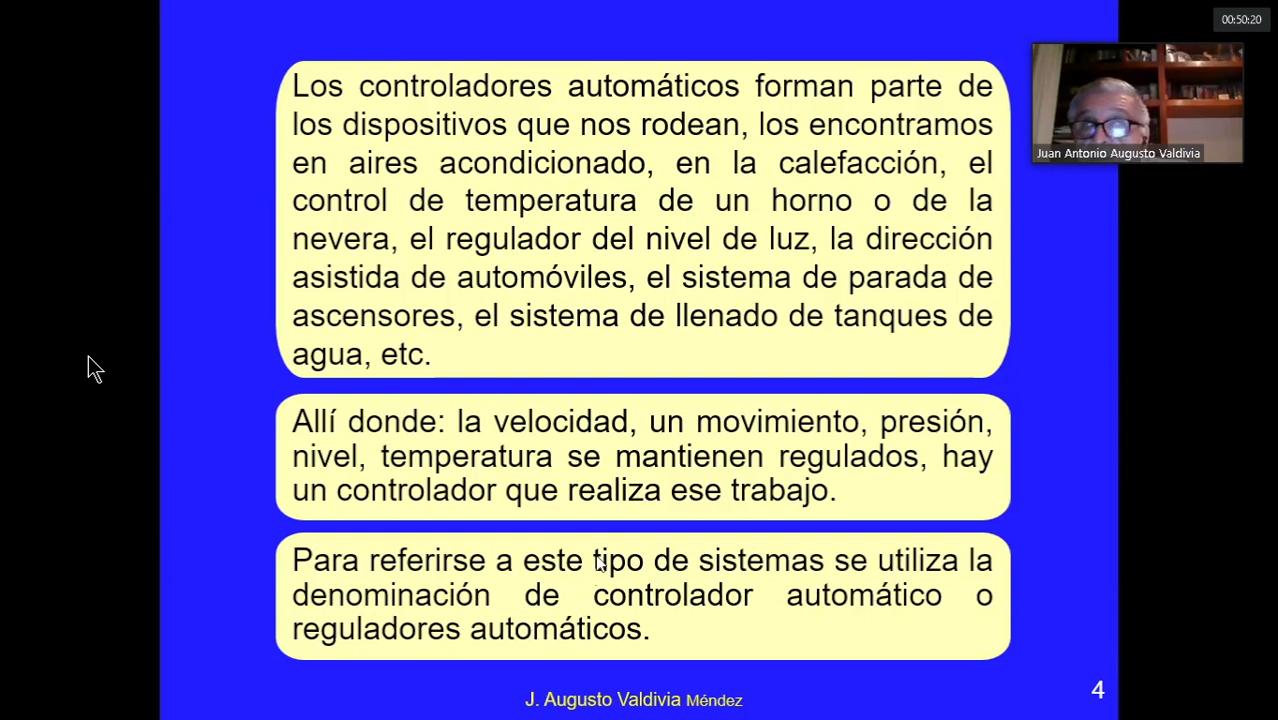 00:50:20
Los controladores automáticos forman parte de
los dispositivos que nos rodean, los encontramos
en aires acondicionado, en la calefacción, el
control de temperatura de un horno o de la
nevera, el regulador del nivel de luz, la dirección
asistida de automóviles, el sistema de parada de
ascensores, el sistema de llenado de tanques de
agua, etc.
Juan Antonio Augusto Valdivia
Allí donde: la velocidad, un movimiento, presión,
nivel, temperatura se mantienen regulados, hay
un controlador que realiza ese trabajo.
Para referirse a este tipo de sistemas se utiliza la
denominación de controlador automático o
reguladores automáticos.
J. Augusto Valdivia Méndez
4